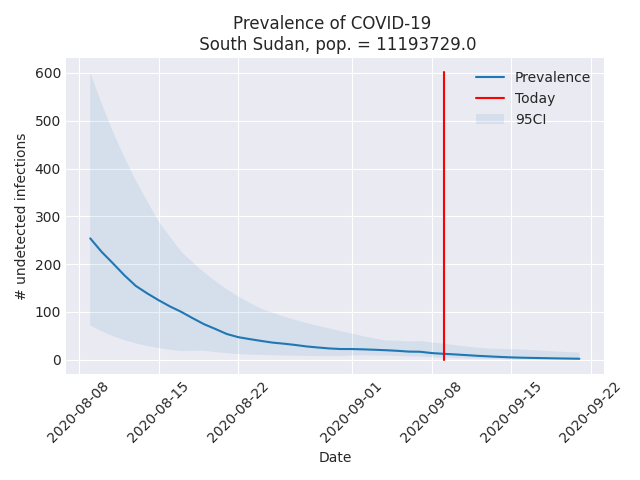 Prevalence of COVID-19
South Sudan, pop. = 11193729.0
# undetected infections
600
500
400
300
200
100
0
Prevalence
Today
95CI
2020-08-08
2020-08-15
2020-08-22
2020-09-01
2020-09-08
2020-09-15
2020-09-22
Date